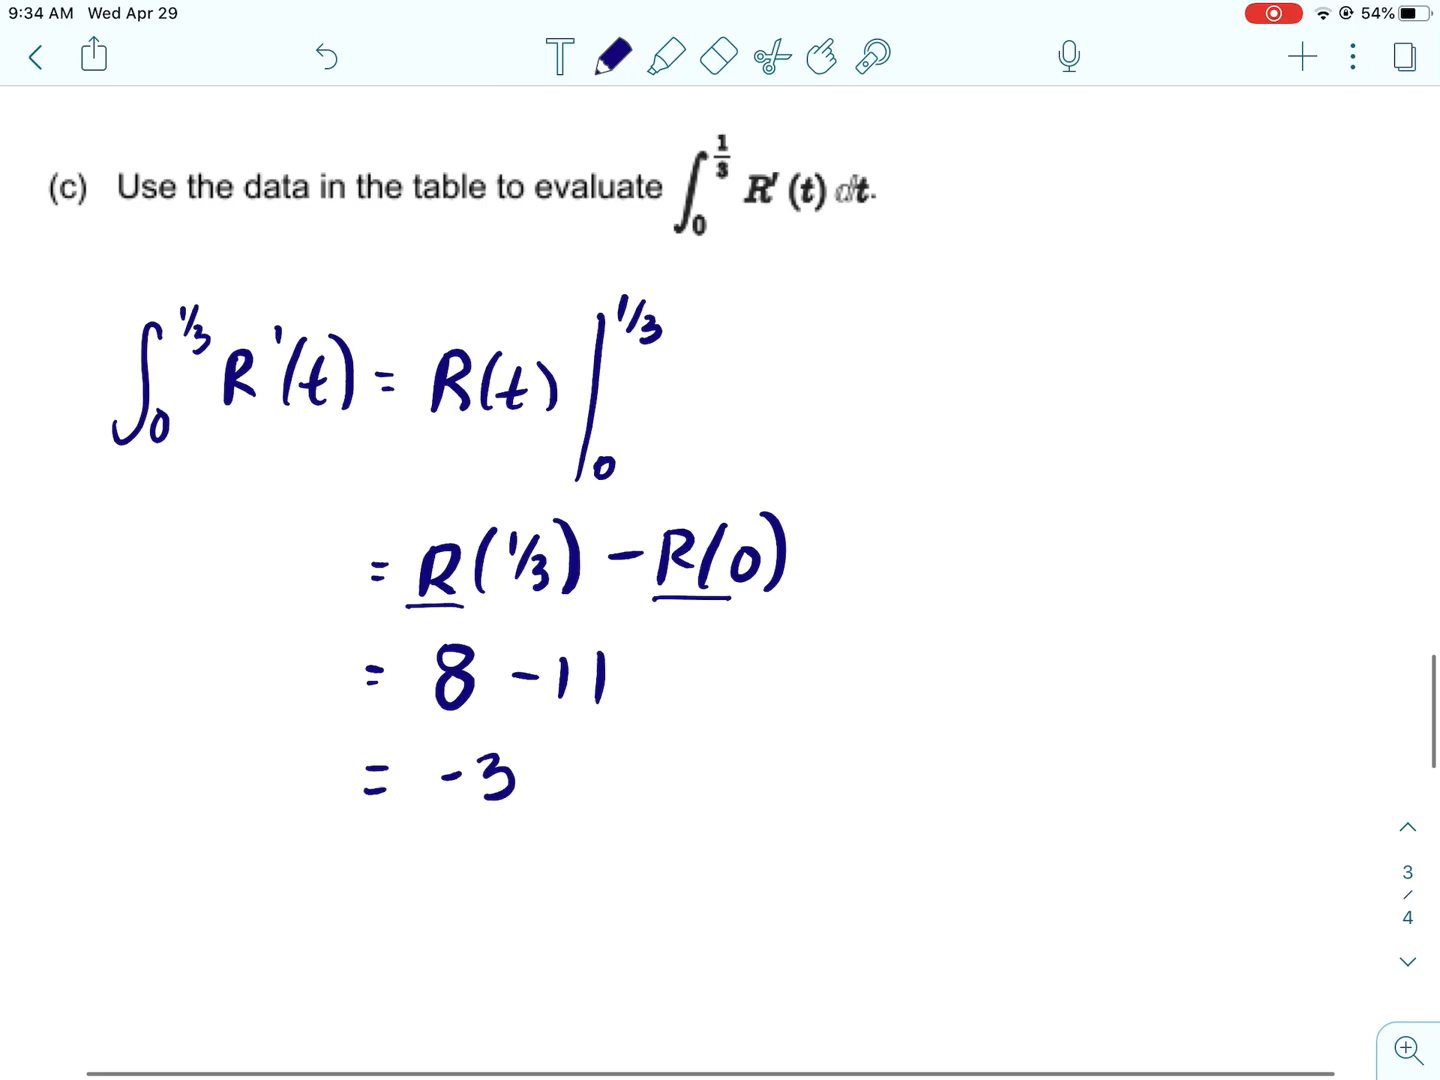 9:34 AM Wed Apr 29 54%
T
(c) Use the data in the table to evaluate ∫₀^{1/3} R′(t) dt.
∫₀^{1/3} R'(t) = R(t) |₀^{1/3}
= R(1/3) - R(0)
= 8 - 11
= -3
3
/
4